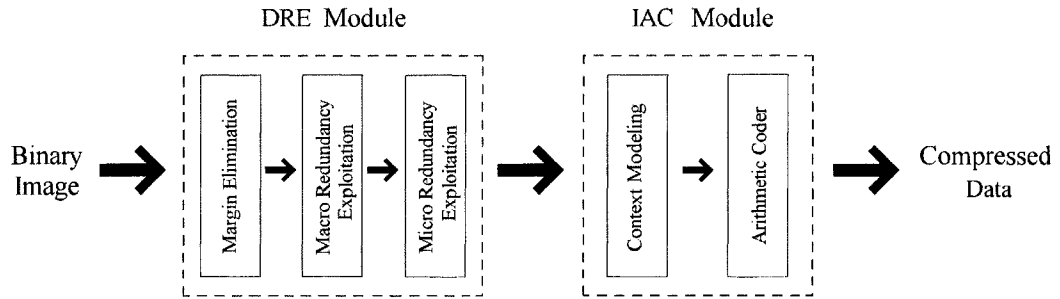 DRE Module
IAC Module
Binary
Image
Margin Elimination
Macro Redundancy
Exploitation
Micro Redundancy
Exploitation
Context Modeling
Arithmetic Coder
Compressed
Data